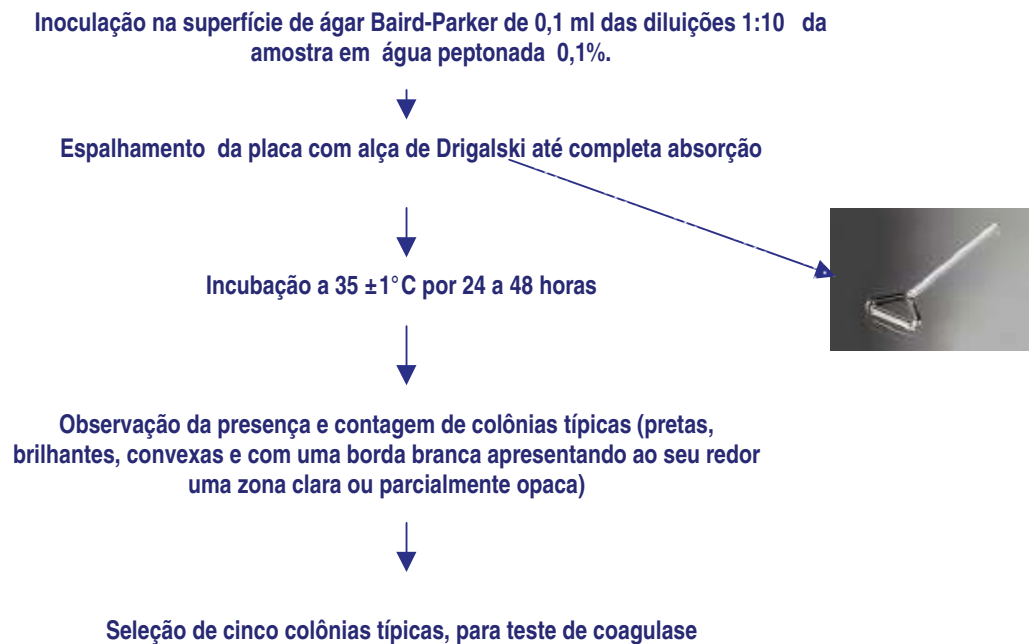 Inoculação na superfície de ágar Baird-Parker de 0,1 ml das diluições 1:10 da
amostra em água peptonada 0,1%.
Espalhamento da placa com alça de Drigalski até completa absorção
Incubação a 35 ±1°C por 24 a 48 horas
Observação da presença e contagem de colônias típicas (pretas,
brilhantes, convexas e com uma borda branca apresentando ao seu redor
uma zona clara ou parcialmente opaca)
Seleção de cinco colônias típicas, para teste de coagulase